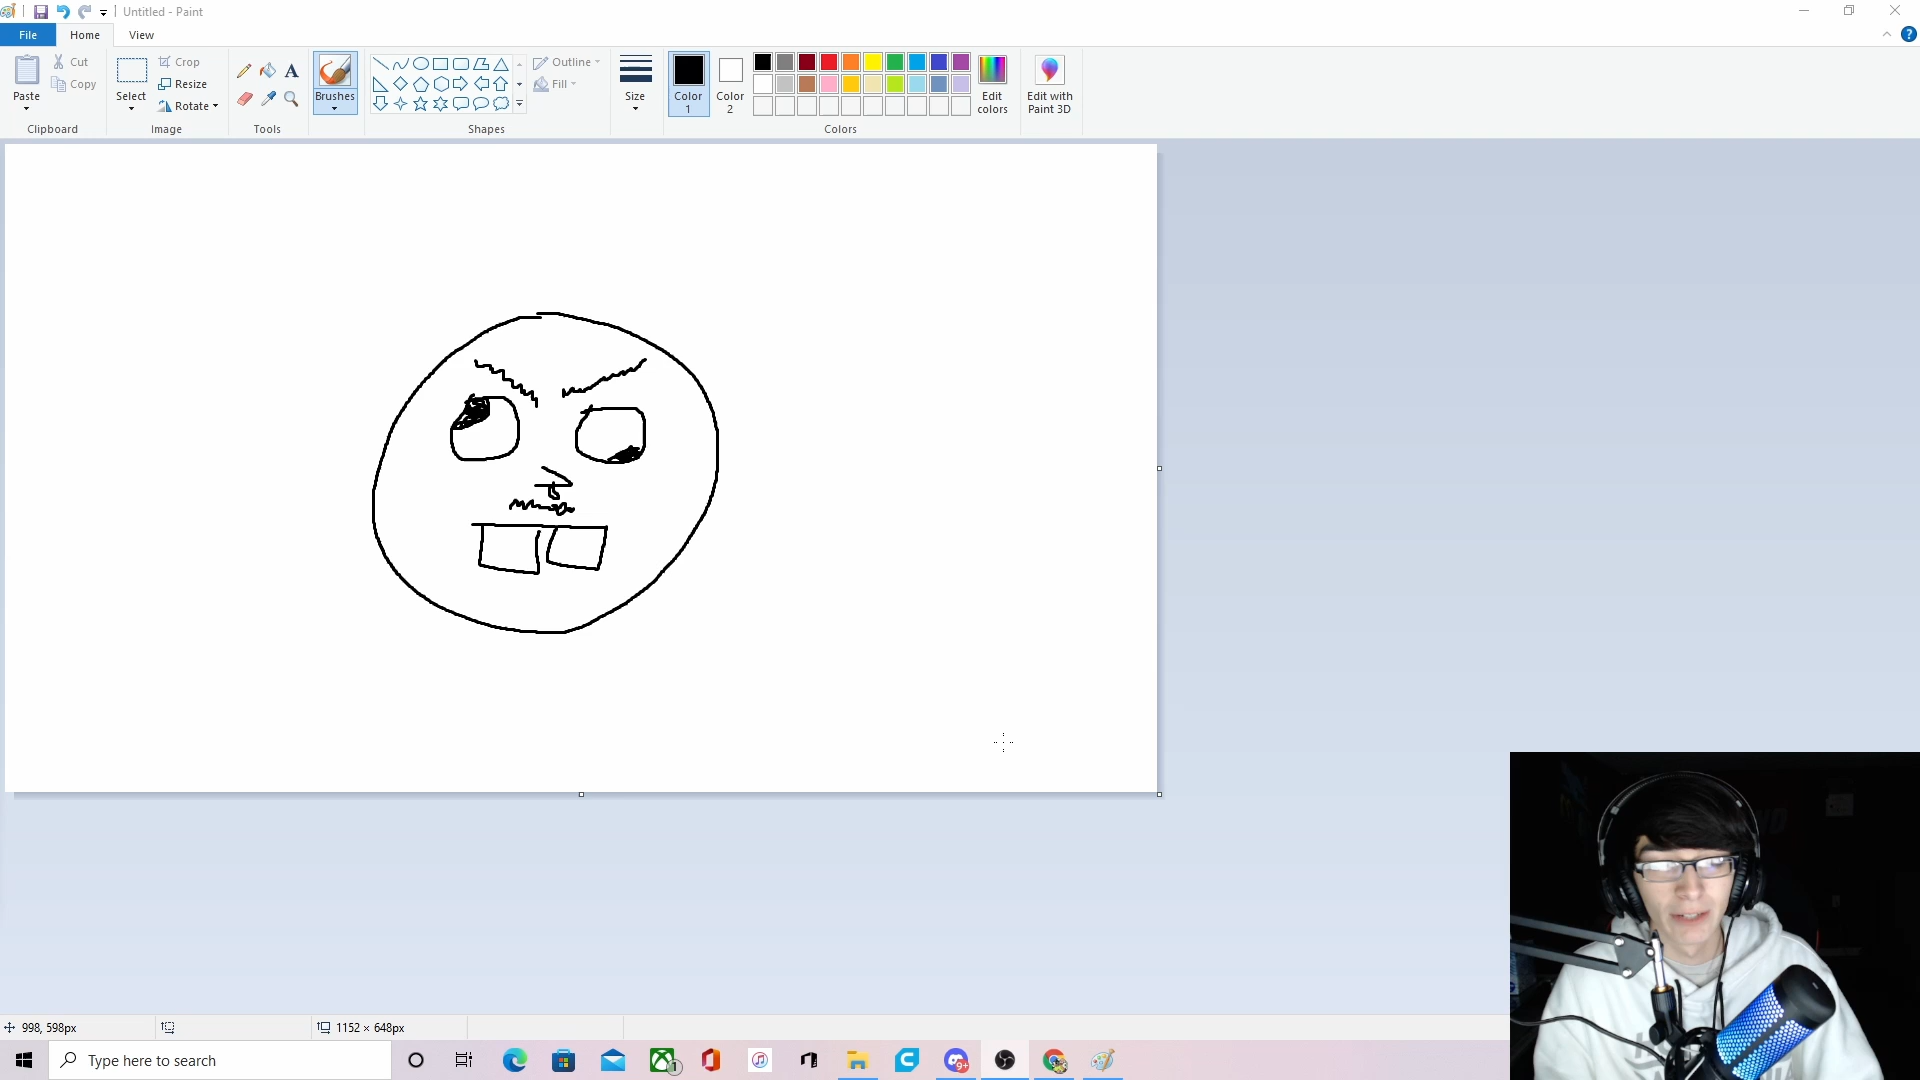 Untitled - Paint
File Home View
Paste
Cut
Copy
Clipboard
Select
Crop
Resize
Rotate
Image
A
Tools
Brushes
Outline
Fill
Shapes
Size
Color 1
Color 2
Edit colors
Colors
Edit with Paint 3D
?
998, 598px
1152 × 648px
Type here to search
1
9+